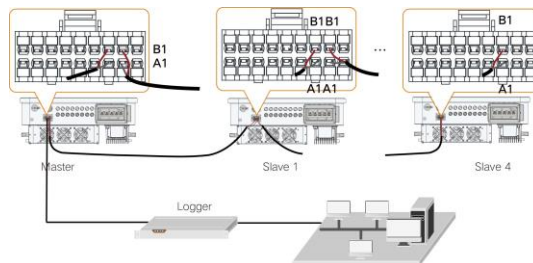 B1
A1
B1B1
A1A1
...
B1
A1
Master
Slave 1
Slave 4
Logger